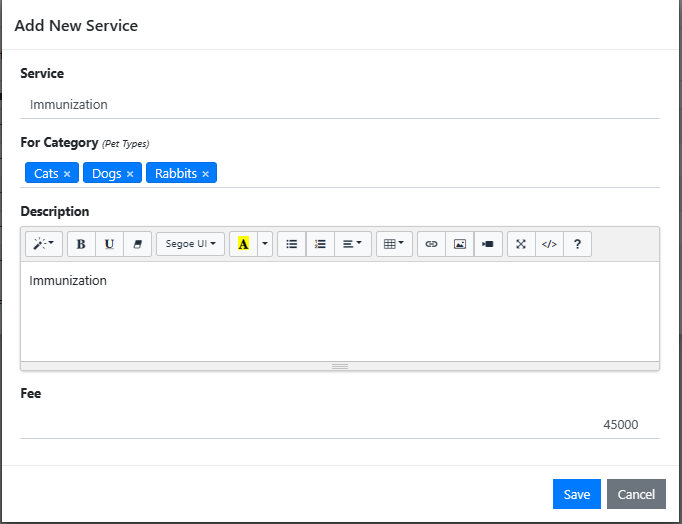 Add New Service
Service
Immunization
For Category (Pet Types)
Cats × Dogs × Rabbits ×
Description
B U Segoe UI A </> ?
Immunization
Fee
45000
Save Cancel